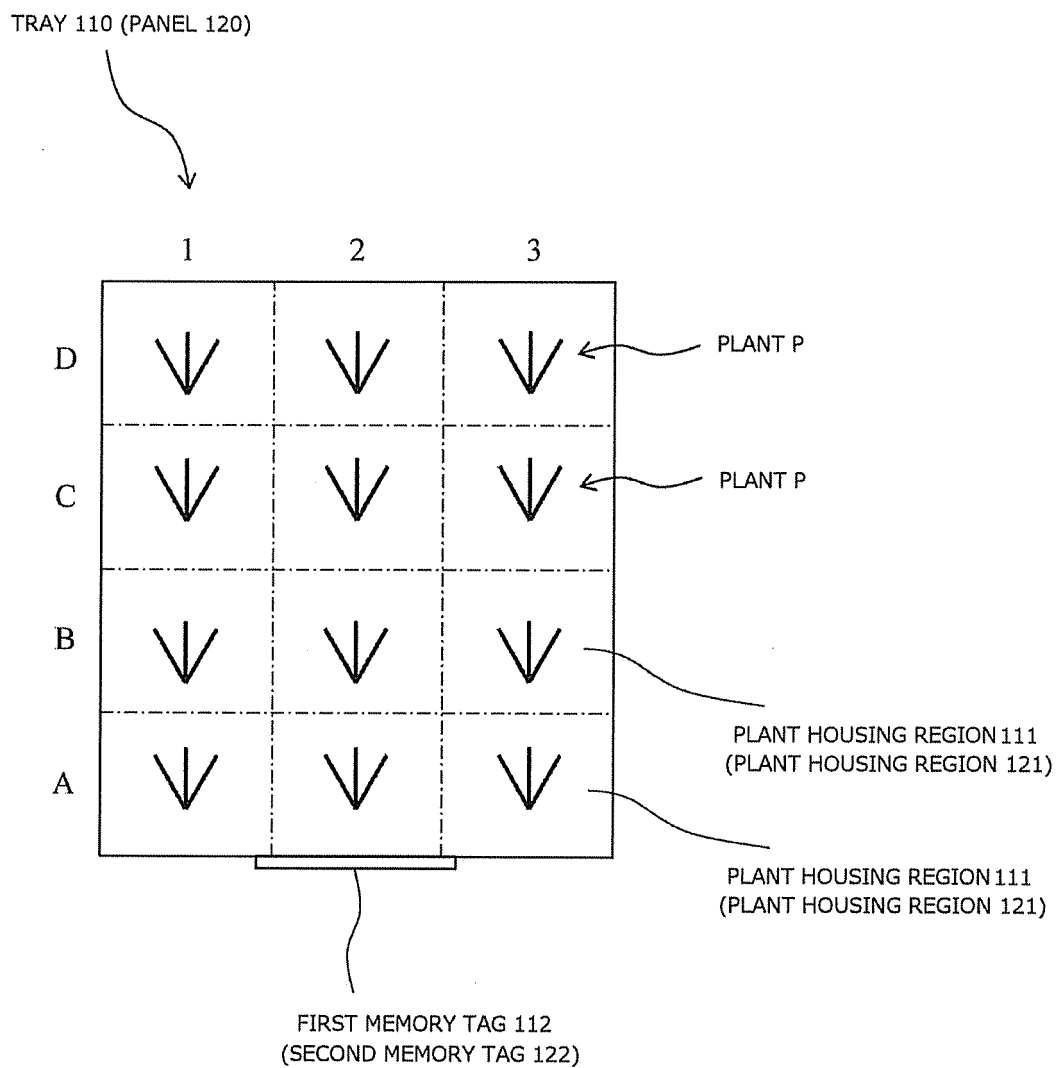 TRAY 110 (PANEL 120)
1 2 3
D
PLANT P
C
PLANT P
B
PLANT HOUSING REGION 111
(PLANT HOUSING REGION 121)
A
PLANT HOUSING REGION 111
(PLANT HOUSING REGION 121)
FIRST MEMORY TAG 112
(SECOND MEMORY TAG 122)